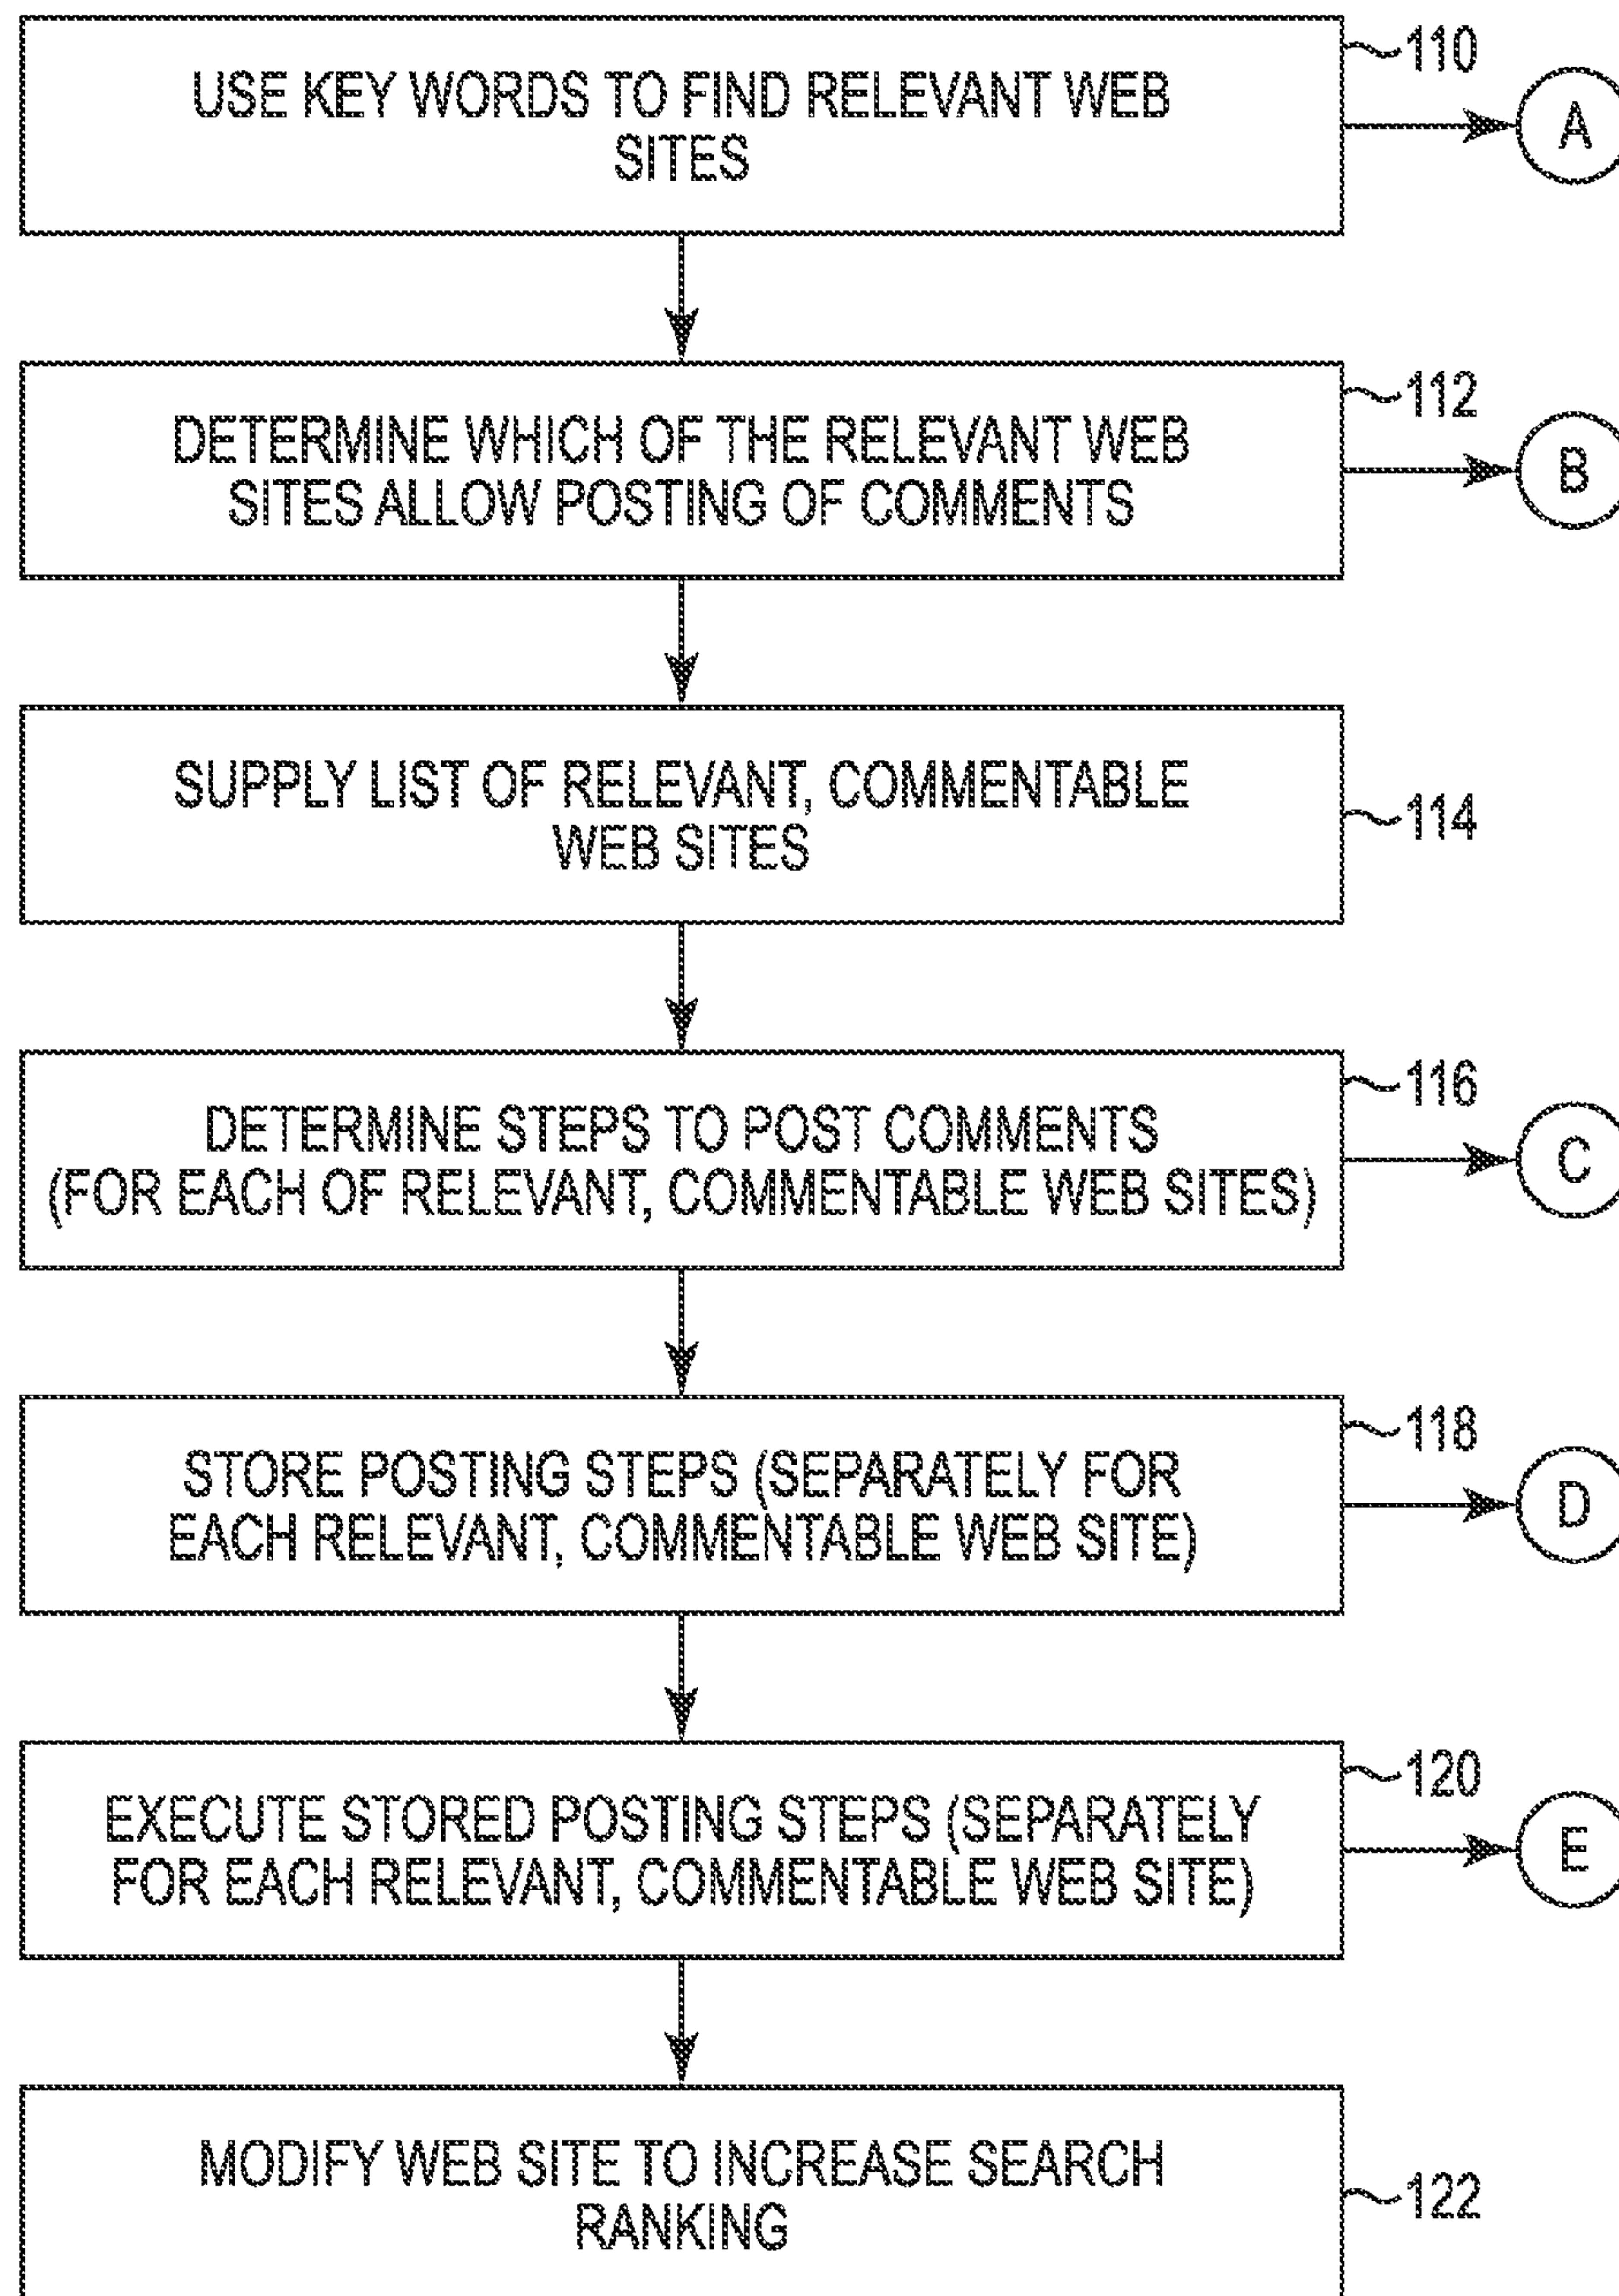 USE KEY WORDS TO FIND RELEVANT WEB
SITES
110
A
DETERMINE WHICH OF THE RELEVANT WEB
SITES ALLOW POSTING OF COMMENTS
112
B
SUPPLY LIST OF RELEVANT, COMMENTABLE
WEB SITES
114
DETERMINE STEPS TO POST COMMENTS
(FOR EACH OF RELEVANT, COMMENTABLE WEB SITES)
116
C
STORE POSTING STEPS (SEPARATELY FOR
EACH RELEVANT, COMMENTABLE WEB SITE)
118
D
EXECUTE STORED POSTING STEPS (SEPARATELY
FOR EACH RELEVANT, COMMENTABLE WEB SITE)
120
E
MODIFY WEB SITE TO INCREASE SEARCH
RANKING
122